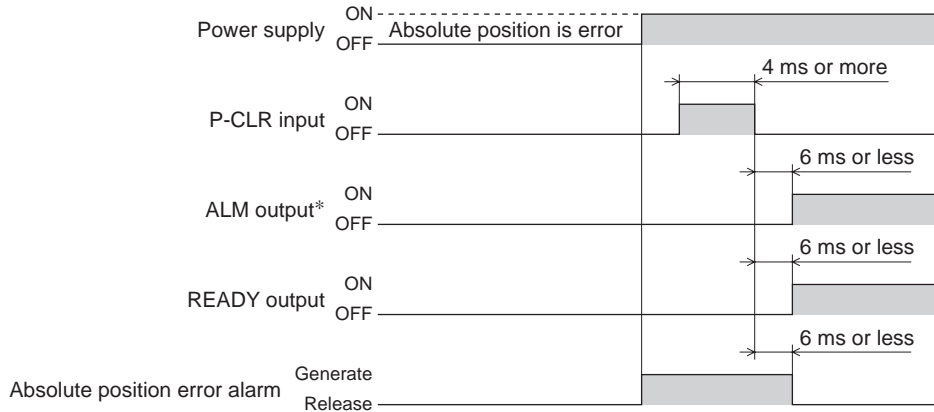 Power supply
ON
OFF
Absolute position is error
4 ms or more
P-CLR input
ON
OFF
6 ms or less
ALM output*
ON
OFF
6 ms or less
READY output
ON
OFF
6 ms or less
Absolute position error alarm
Generate
Release